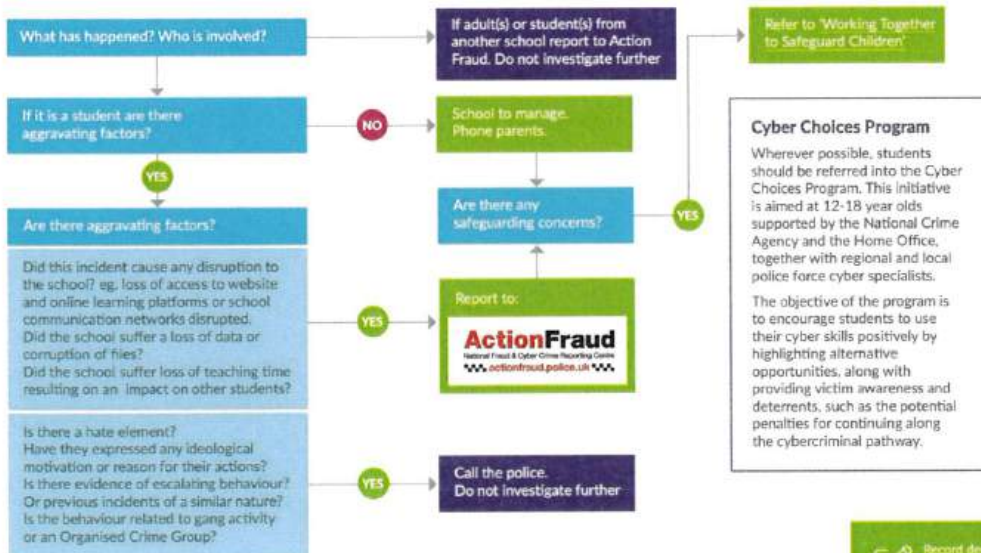 What has happened? Who is involved?
If adult(s) or student(s) from
another school report to Action
Fraud. Do not investigate further
Refer to 'Working Together
to Safeguard Children'
If it is a student are there
aggravating factors?
NO
School to manage.
Phone parents.
YES
Are there any
safeguarding concerns?
YES
Are there aggravating factors?
Did this incident cause any disruption to
the school? eg. loss of access to website
and online learning platforms or school
communication networks disrupted.
Did the school suffer a loss of data or
corruption of files?
Did the school suffer loss of teaching time
resulting on an impact on other students?
YES
Report to:
ActionFraud
National Fraud & Cyber Crime Reporting Centre
actionfraud.police.uk
Is there a hate element?
Have they expressed any ideological
motivation or reason for their actions?
Is there evidence of escalating behaviour?
Or previous incidents of a similar nature?
Is the behaviour related to gang activity
or an Organised Crime Group?
YES
Call the police.
Do not investigate further
Cyber Choices Program
Wherever possible, students
should be referred into the Cyber
Choices Program. This initiative
is aimed at 12-18 year olds
supported by the National Crime
Agency and the Home Office,
together with regional and local
police force cyber specialists.
The objective of the program is
to encourage students to use
their cyber skills positively by
highlighting alternative
opportunities, along with
providing victim awareness and
deterrents, such as the potential
penalties for continuing along
the cybercriminal pathway.
Record